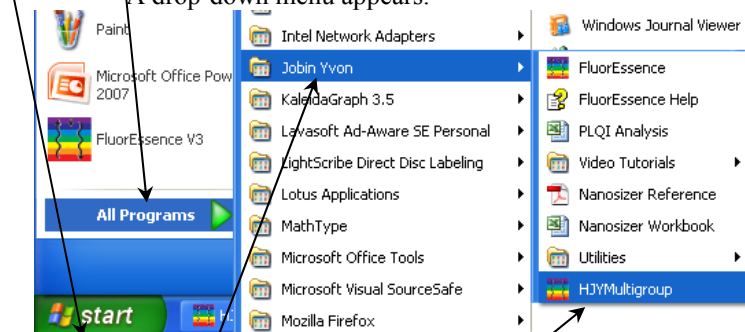 A drop-down menu appears.
Paint
Microsoft Office Pow
2007
FluorEssence V3
All Programs
start
Intel Network Adapters
Jobin Yvon
KaleidaGraph 3.5
Lavasoft Ad-Aware SE Personal
LightScribe Direct Disc Labeling
Lotus Applications
MathType
Microsoft Office Tools
Microsoft Visual SourceSafe
Mozilla Firefox
Windows Journal Viewer
FluorEssence
FluorEssence Help
PLQI Analysis
Video Tutorials
Nanosizer Reference
Nanosizer Workbook
Utilities
HJYMultigroup